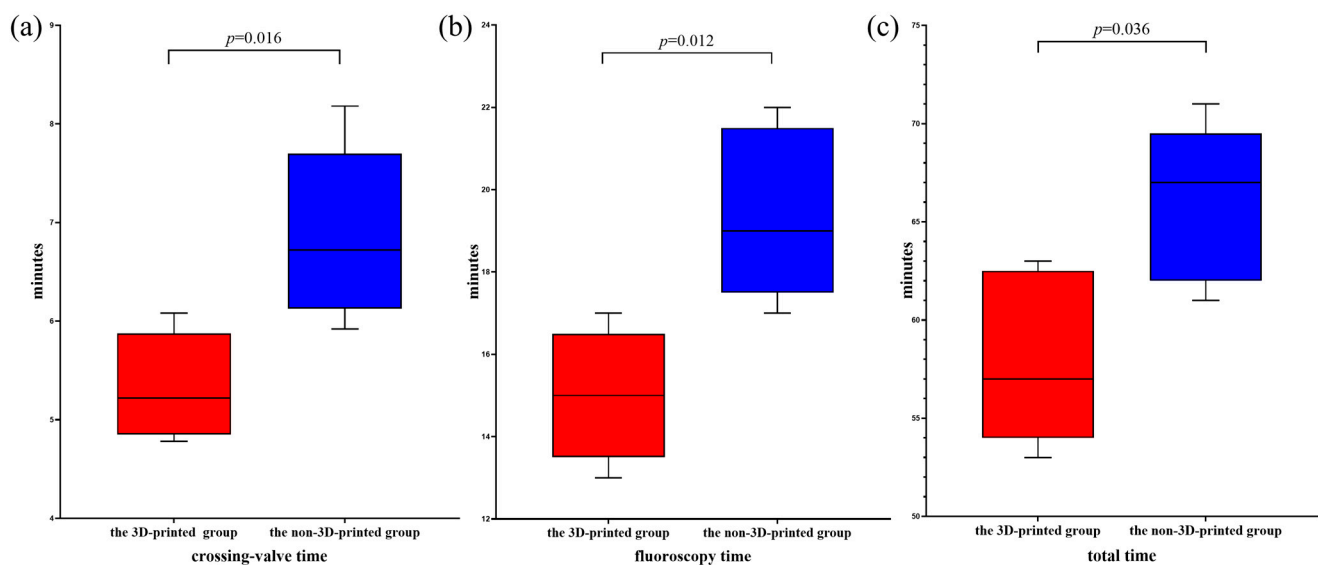 (a)
p=0.016
9
8
7
6
5
4
minutes
the 3D-printed group
the non-3D-printed group
crossing-valve time
(b)
p=0.012
24
22
20
18
16
14
12
minutes
the 3D-printed group
the non-3D-printed group
fluoroscopy time
(c)
p=0.036
75
70
65
60
55
50
minutes
the 3D-printed group
the non-3D-printed group
total time